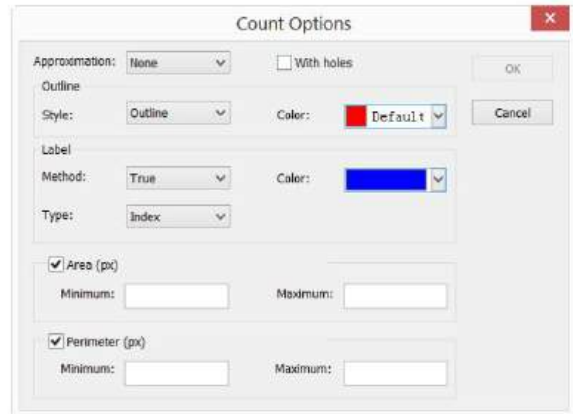 Count Options
Approximation: None With holes OK
Outline
Style: Outline Color: Default Cancel
Label
Method: True Color:
Type: Index
Area (px)
Minimum: Maximum:
Perimeter (px)
Minimum: Maximum: